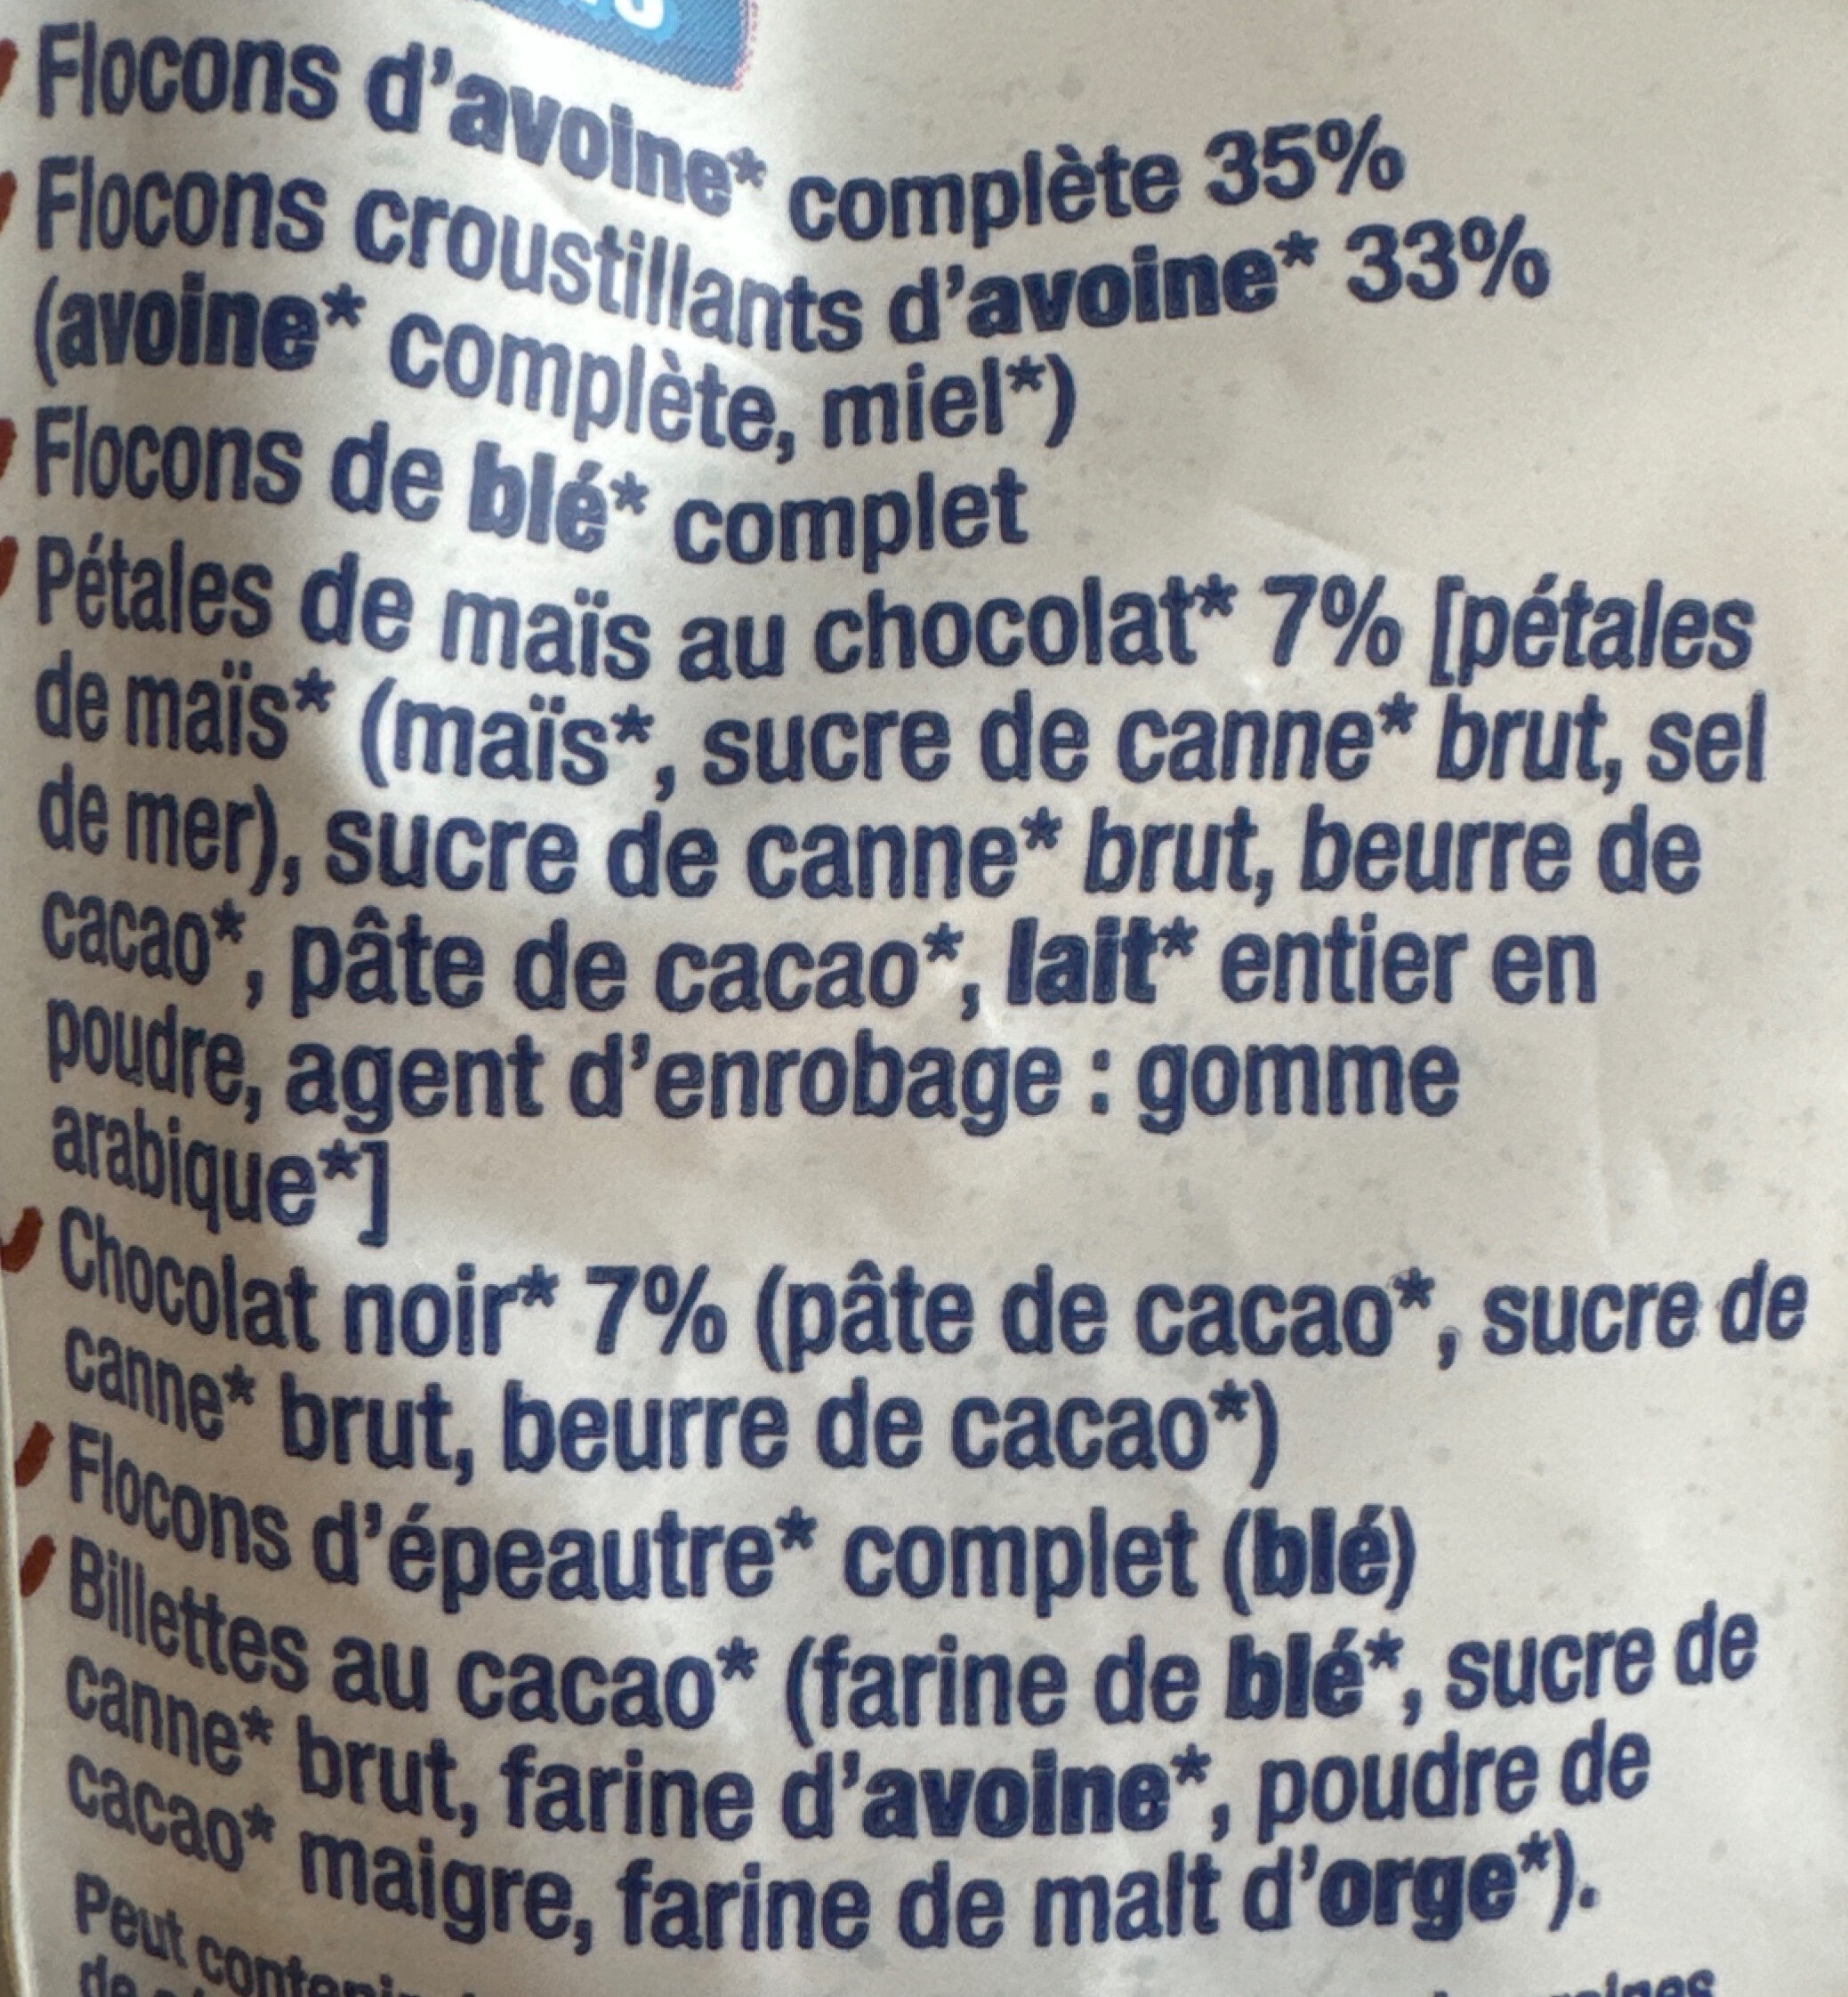 Flocons d'avoine* complète 35%
Flocons croustillants d'avoine* 33%
(avoine* complète, miel*)
Flocons de blé* complet
Pétales de maïs au chocolat* 7% [pétales
de maïs* (maïs*, sucre de canne* brut, sel
de mer), sucre de canne* brut, beurre de
cacao*, pâte de cacao*, lait* entier en
poudre, agent d'enrobage : gomme
arabique*]
Chocolat noir* 7% (pâte de cacao*, sucre de
canne* brut, beurre de cacao*)
Flocons d'épeautre* complet (blé)
Billettes au cacao* (farine de blé*, sucre de
canne* brut, farine d'avoine*, poudre de
cacao* maigre, farine de malt d'orge*).
Peut contenir
de